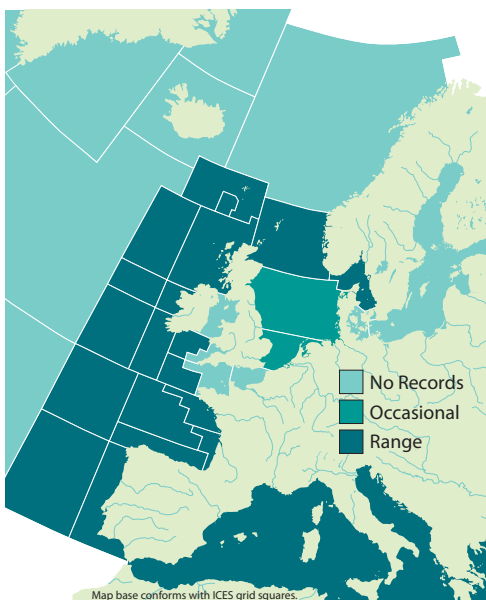 No Records
Occasional
Range
Map base conforms with ICES grid squares.